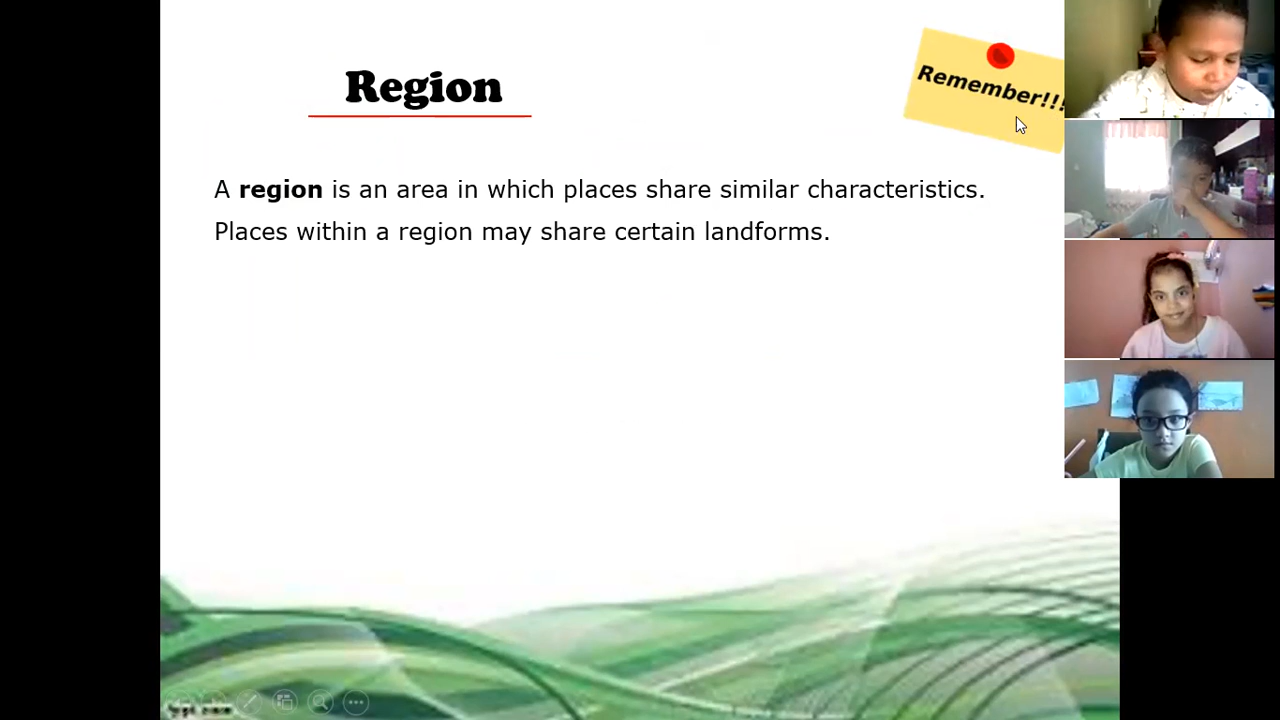 Region
Remember!!!
A region is an area in which places share similar characteristics.
Places within a region may share certain landforms.